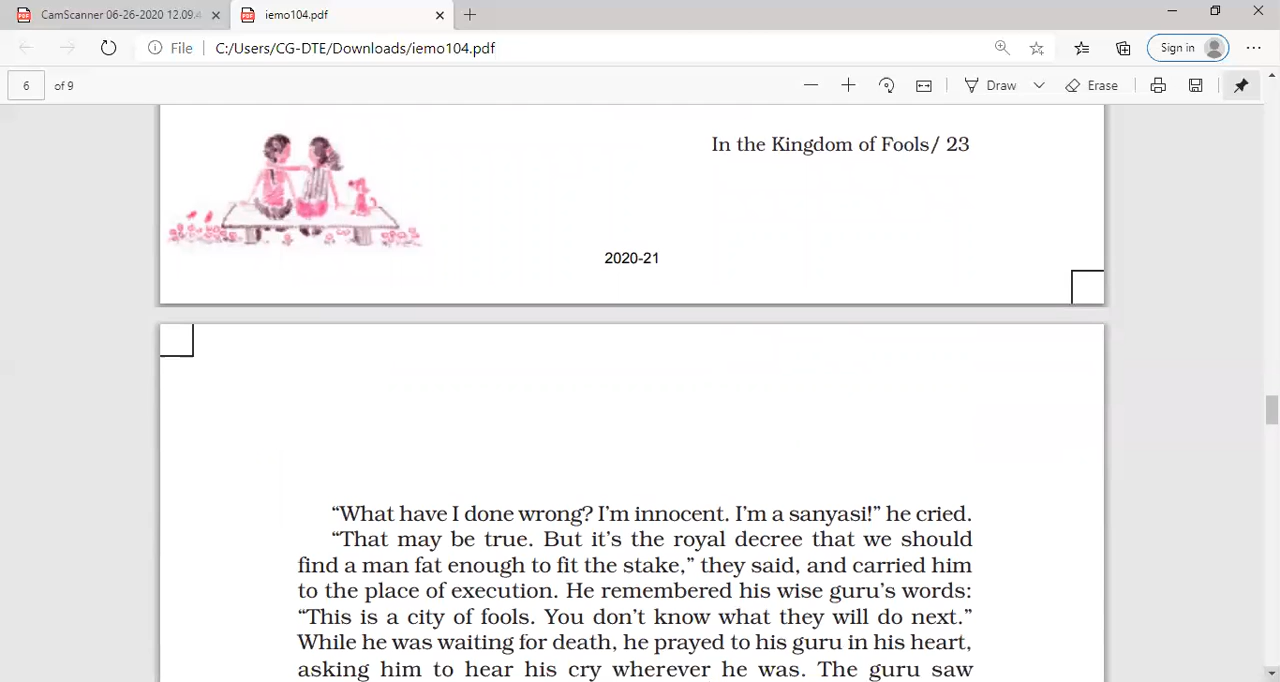 CamScanner 06-26-2020 12.09.4
iemo104.pdf
File
C:/Users/CG-DTE/Downloads/iemo104.pdf
Sign in
6 of 9
Draw
Erase
In the Kingdom of Fools/ 23
2020-21
“What have I done wrong? I’m innocent. I’m a sanyasi!” he cried.
“That may be true. But it’s the royal decree that we should
find a man fat enough to fit the stake,” they said, and carried him
to the place of execution. He remembered his wise guru’s words:
“This is a city of fools. You don’t know what they will do next.”
While he was waiting for death, he prayed to his guru in his heart,
asking him to hear his cry wherever he was. The guru saw